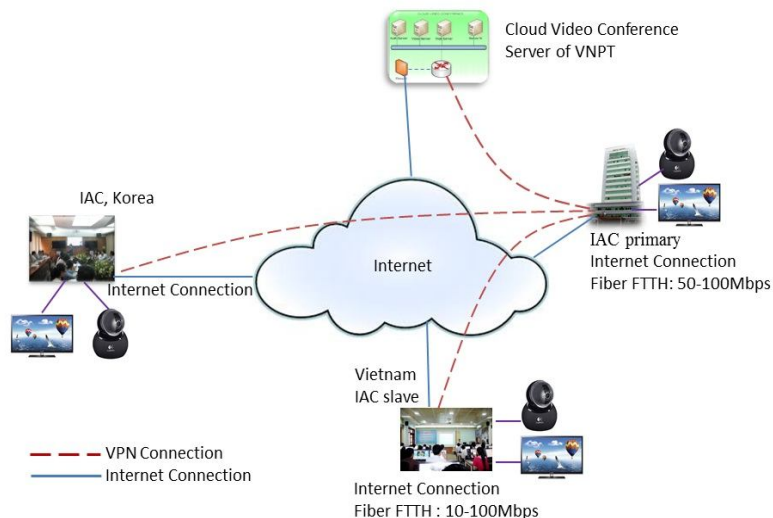 Cloud Video Conference
Server of VNPT
IAC, Korea
Internet Connection
Internet
IAC primary
Internet Connection
Fiber FTTH: 50-100Mbps
Vietnam
IAC slave
VPN Connection
Internet Connection
Internet Connection
Fiber FTTH : 10-100Mbps